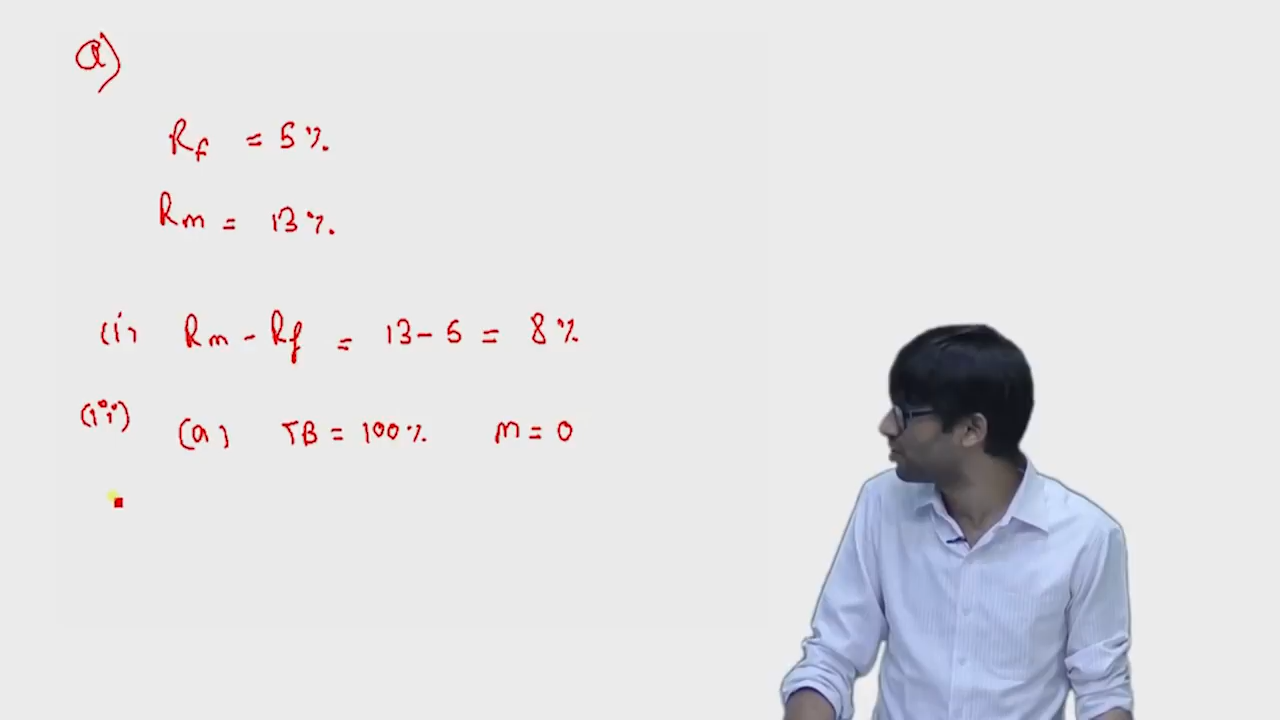 a)
Rf = 5%
Rm = 13%.
(i) Rm - Rf = 13 - 5 = 8%
(ii) (a) TB = 100% m = 0